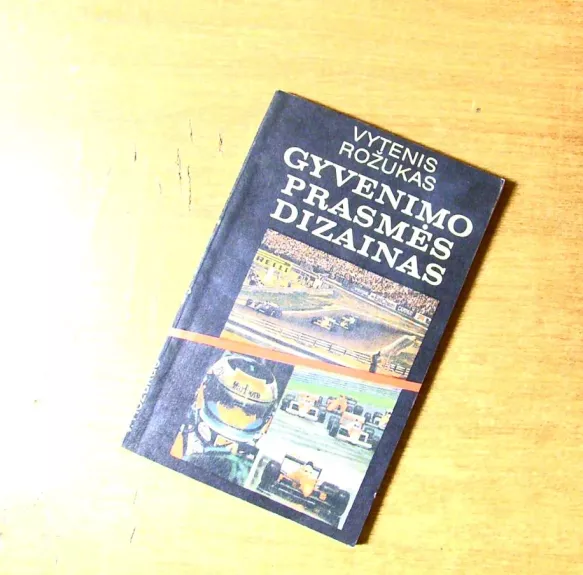 VYTENIS
ROŽUKAS
GYVENIMO
PRASMĖS
DIZAINAS